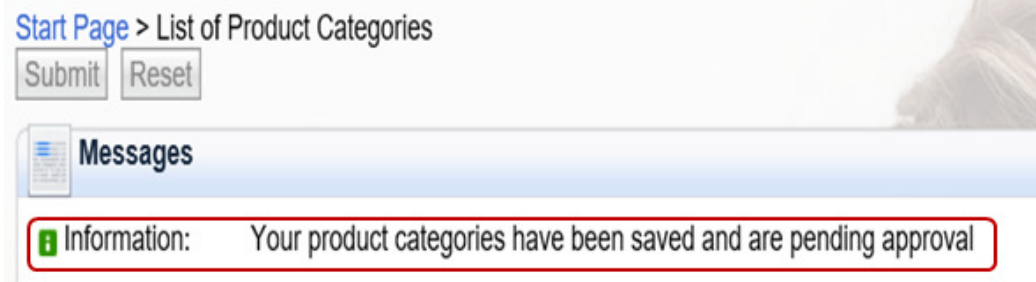 Start Page > List of Product Categories
Submit Reset
Messages
Information: Your product categories have been saved and are pending approval